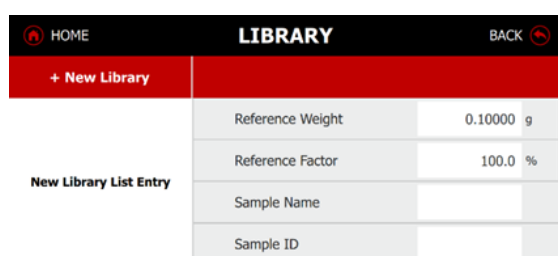 HOME LIBRARY BACK
+ New Library
Reference Weight 0.10000 g
Reference Factor 100.0 %
New Library List Entry
Sample Name
Sample ID